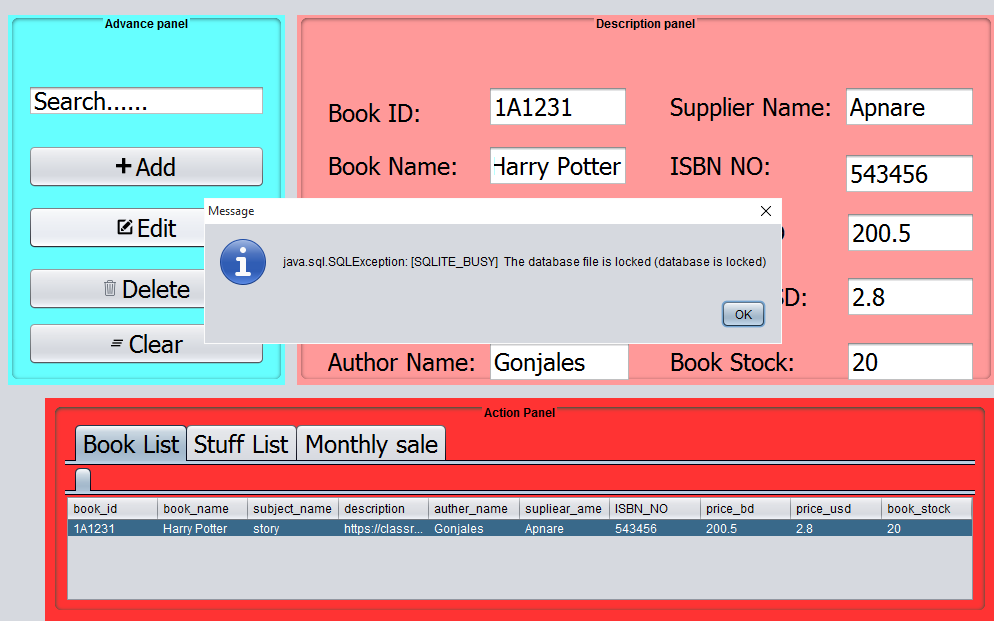 Advance panel
Search......
Add
Edit
Delete
Clear
Description panel
Book ID: 1A1231 Supplier Name: Apnare
Book Name: Harry Potter ISBN NO: 543456
200.5
D: 2.8
Author Name: Gonjales Book Stock: 20
Message
java.sql.SQLException: [SQLITE_BUSY] The database file is locked (database is locked)
OK
Action Panel
Book List Stuff List Monthly sale
book_id book_name subject_name description auther_name supliear_ame ISBN_NO price_bd price_usd book_stock
1A1231 Harry Potter story https://classr... Gonjales Apnare 543456 200.5 2.8 20